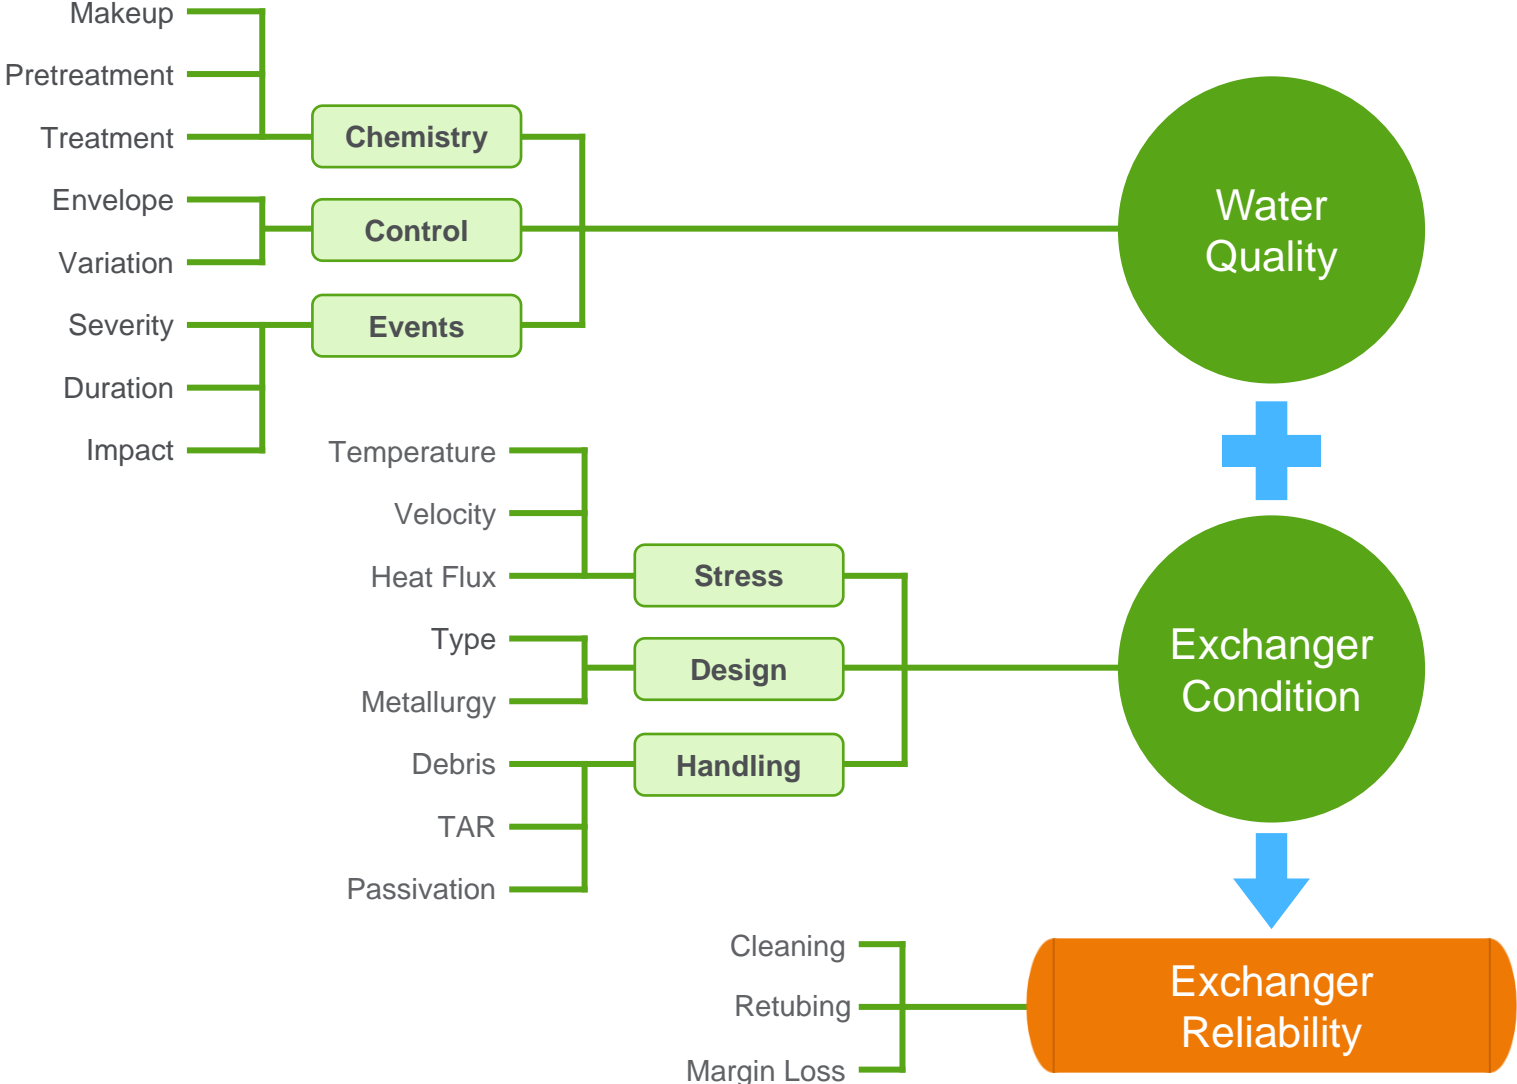 Makeup
Pretreatment
Treatment
Chemistry
Envelope
Control
Variation
Severity
Events
Duration
Impact
Water
Quality
Temperature
Velocity
Heat Flux
Stress
Type
Design
Metallurgy
Debris
Handling
TAR
Passivation
Exchanger
Condition
Cleaning
Retubing
Margin Loss
Exchanger
Reliability